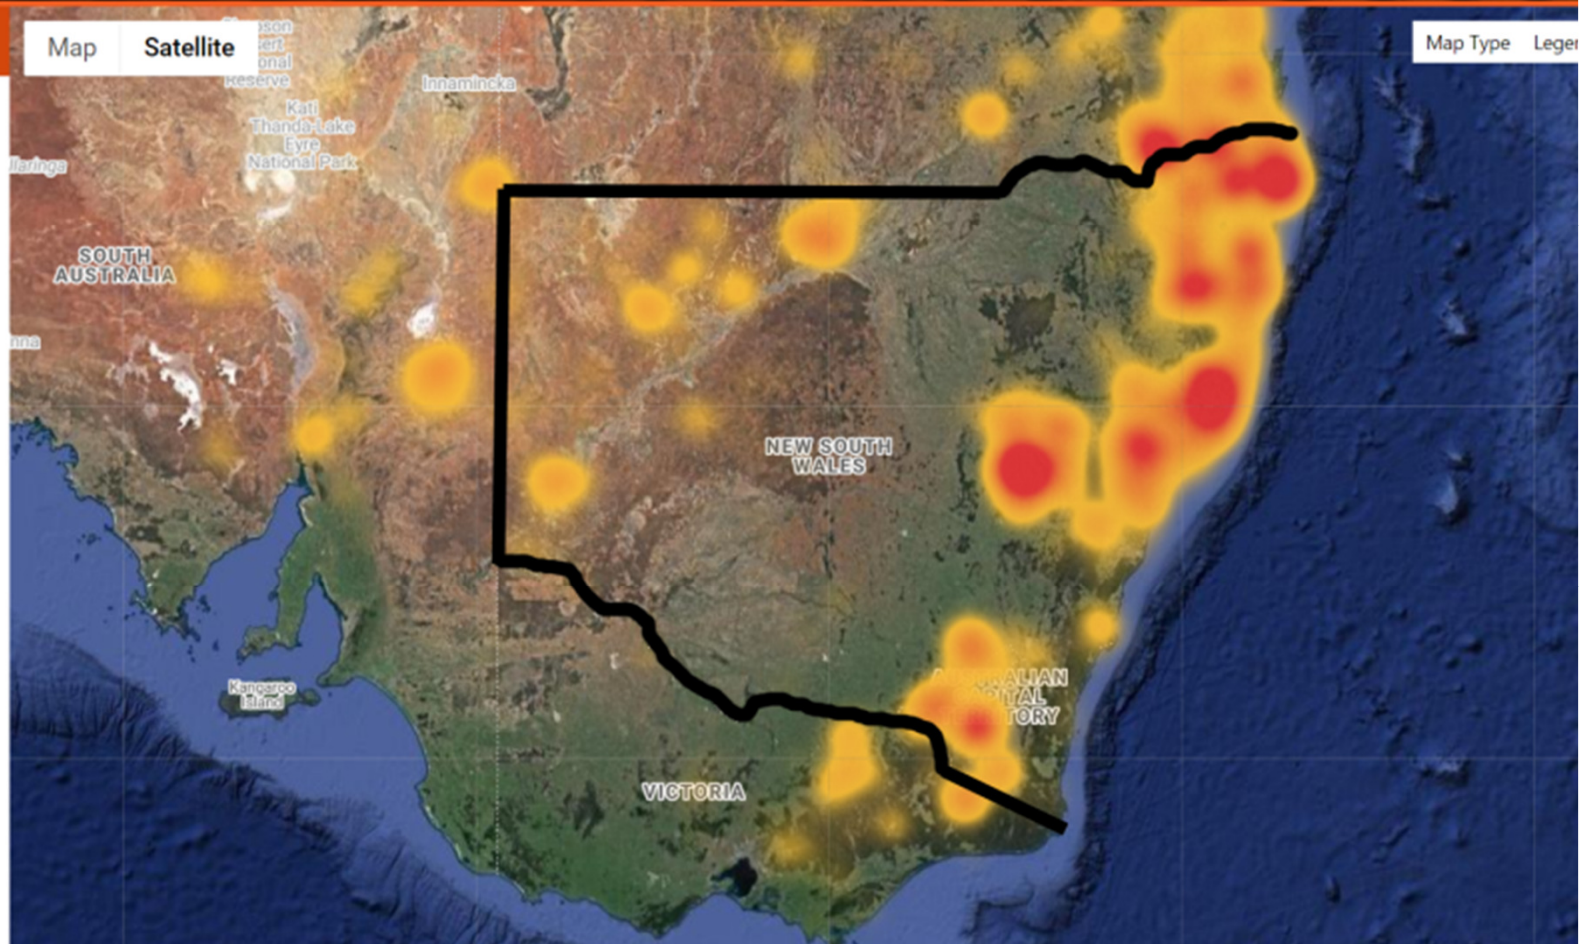 Map
Satellite
Map Type
Reserve
Innamincka
Kati
Thanda-Lake
Eyre
National Park
SOUTH
AUSTRALIA
NEW SOUTH
WALES
Kangaroo
Island
VICTORIA